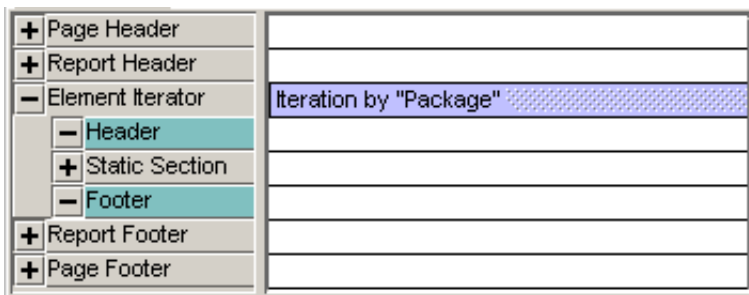 Page Header
Report Header
Element Iterator
Iteration by "Package"
Header
Static Section
Footer
Report Footer
Page Footer